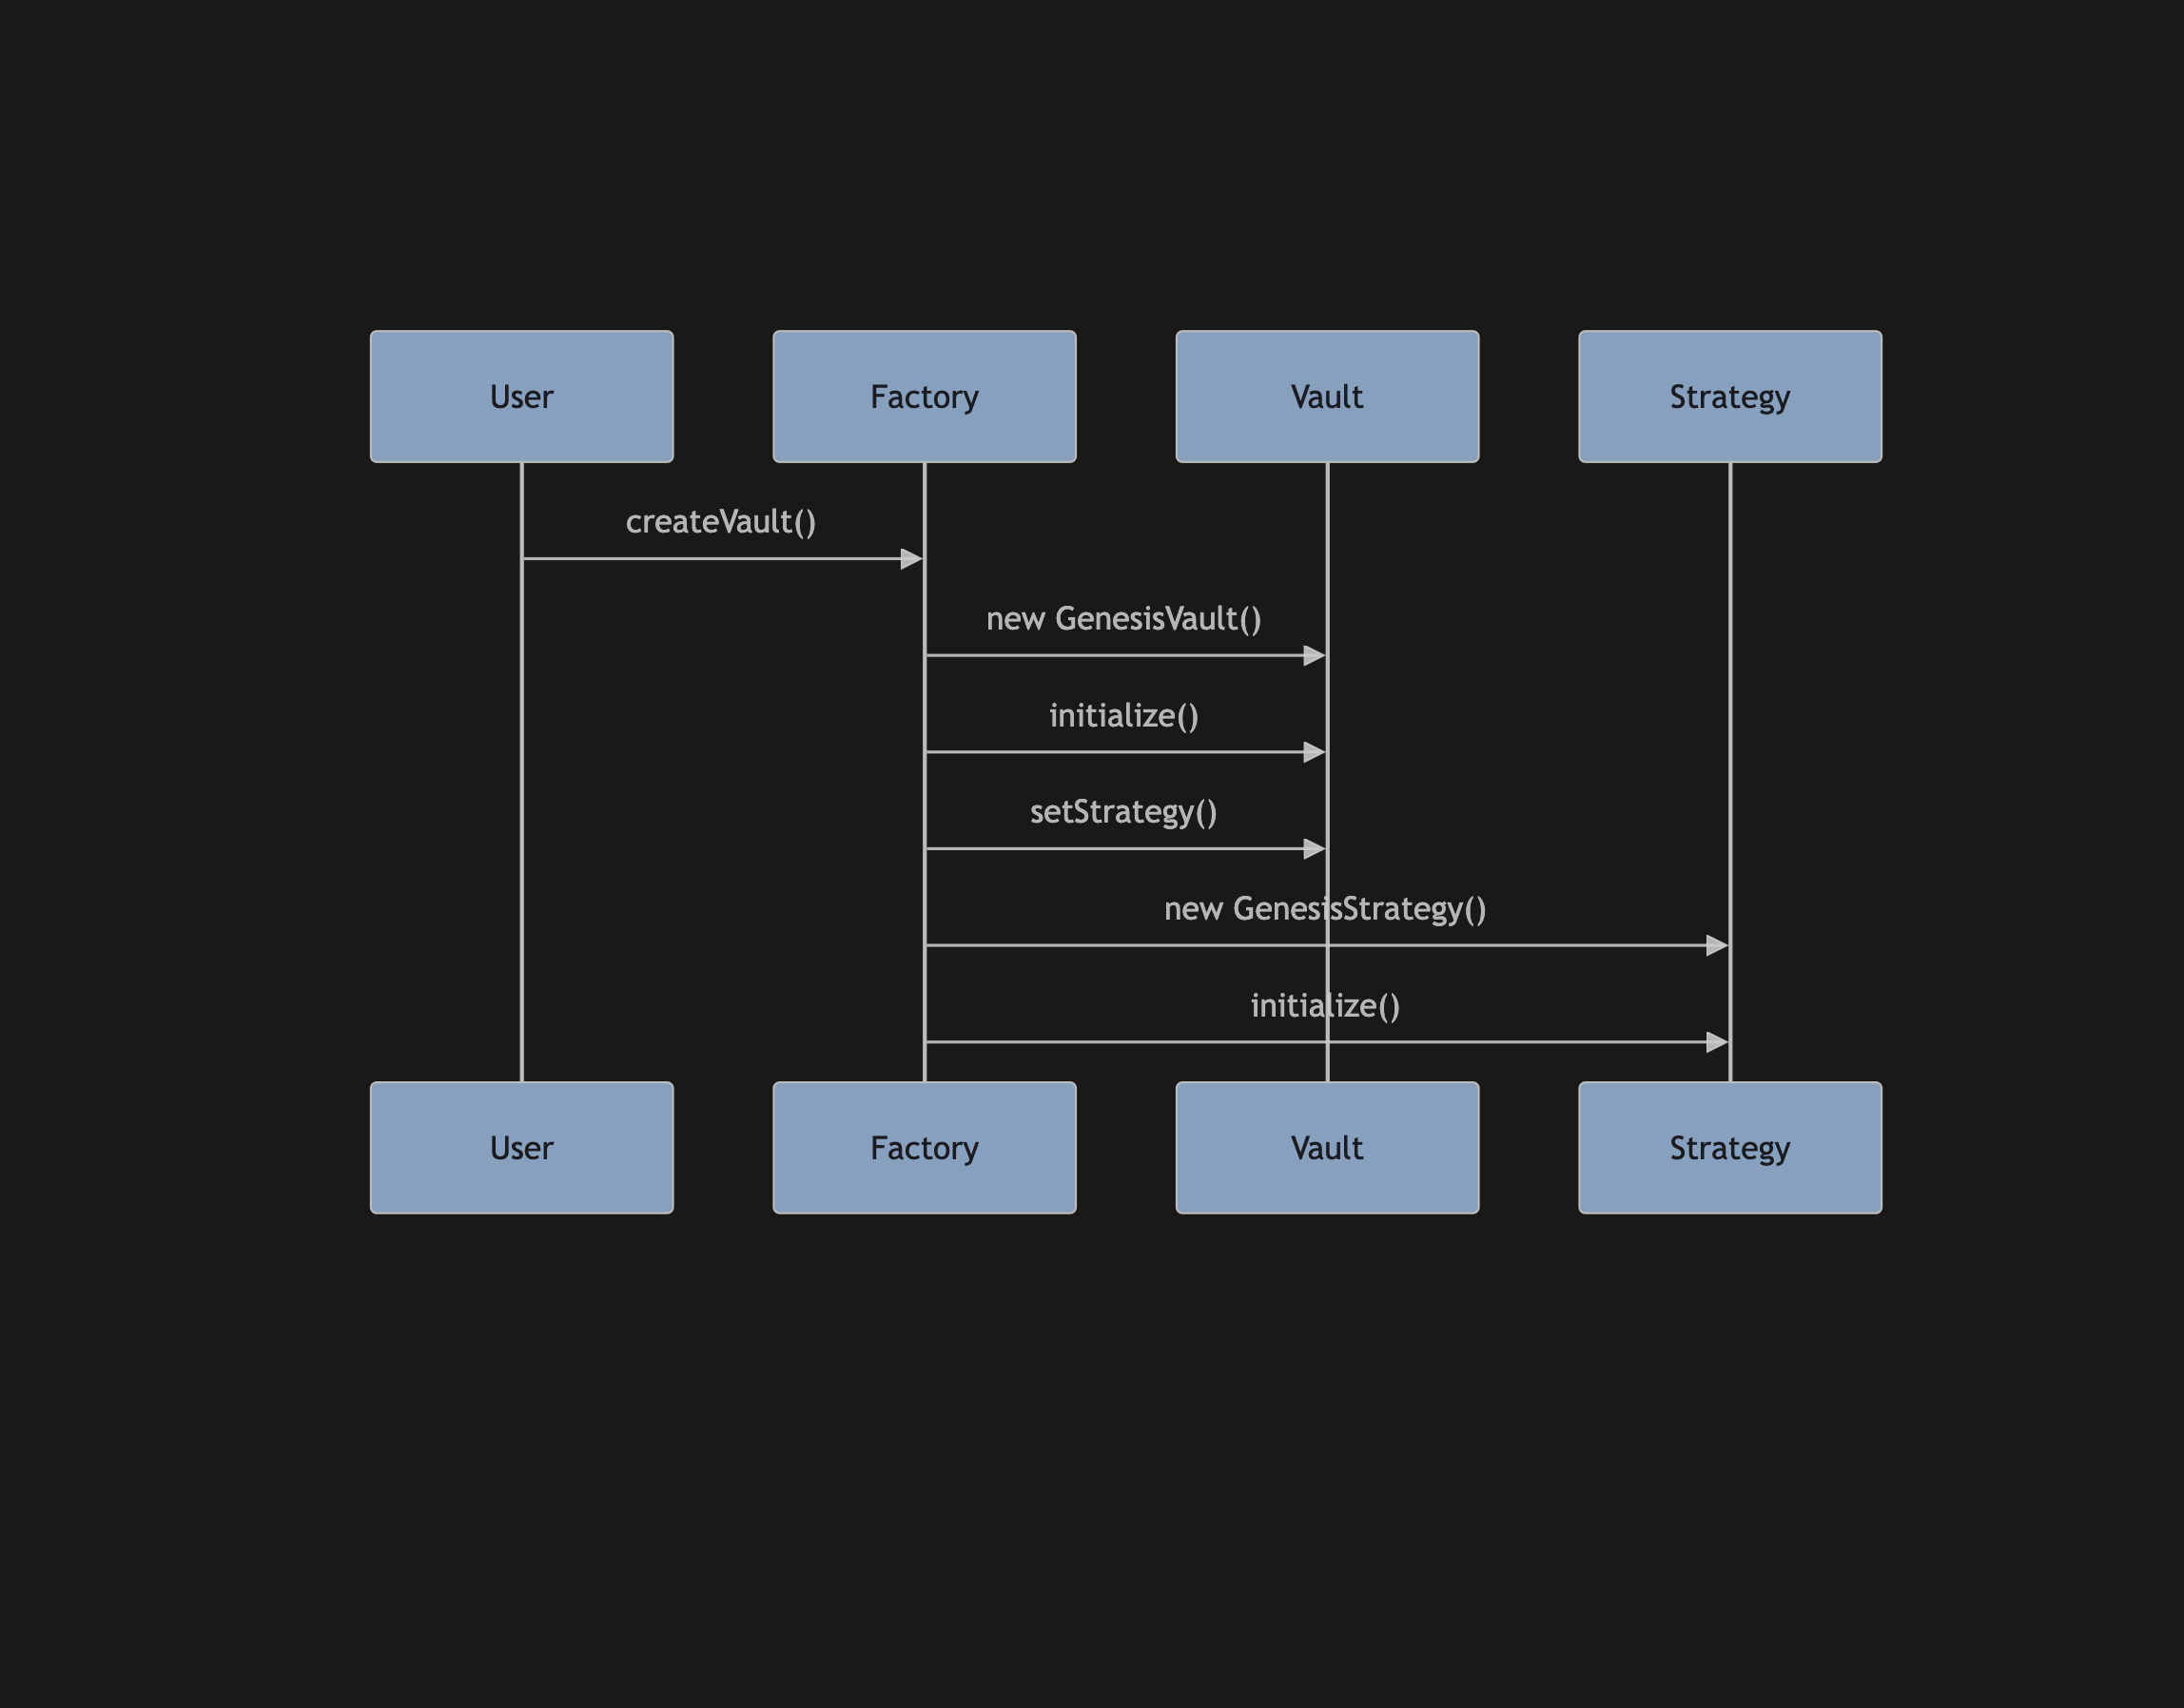 User
Factory
Vault
Strategy
createVault()
new GenesisVault()
initialize()
setStrategy()
new GenesisStrategy()
initialize()
User
Factory
Vault
Strategy